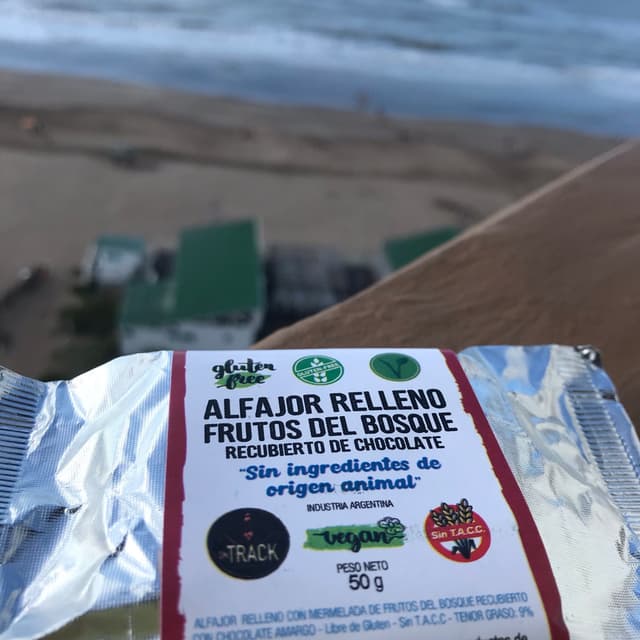 gluten
free
GLUTEN FREE
ALFAJOR RELLENO
FRUTOS DEL BOSQUE
RECUBIERTO DE CHOCOLATE
"Sin ingredientes de
origen animal"
INDUSTRIA ARGENTINA
TRACK
vegan
Sin T.A.C.C.
PESO NETO
50 g
ALFAJOR RELLENO CON MERMELADA DE FRUTOS DEL BOSQUE RECUBIERTO
CON CHOCOLATE AMARGO - Libre de Gluten - Sin T.A.C.C - TENOR GRASO: 9%